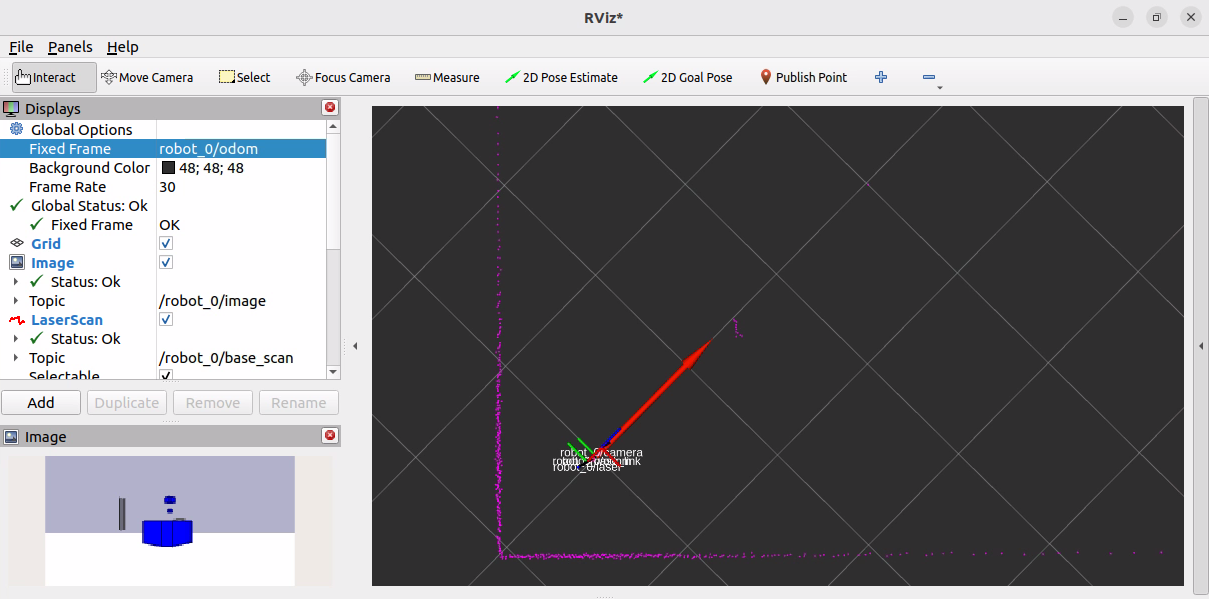 RViz*
File Panels Help
Interact Move Camera Select Focus Camera Measure 2D Pose Estimate 2D Goal Pose Publish Point
Displays
Global Options
Fixed Frame robot_0/odom
Background Color 48; 48; 48
Frame Rate 30
Global Status: Ok
Fixed Frame OK
Grid
Image
Status: Ok
Topic /robot_0/image
LaserScan
Status: Ok
Topic /robot_0/base_scan
Selectable
Add Duplicate Remove Rename
Image
robot_0/camera
robot_0/laser